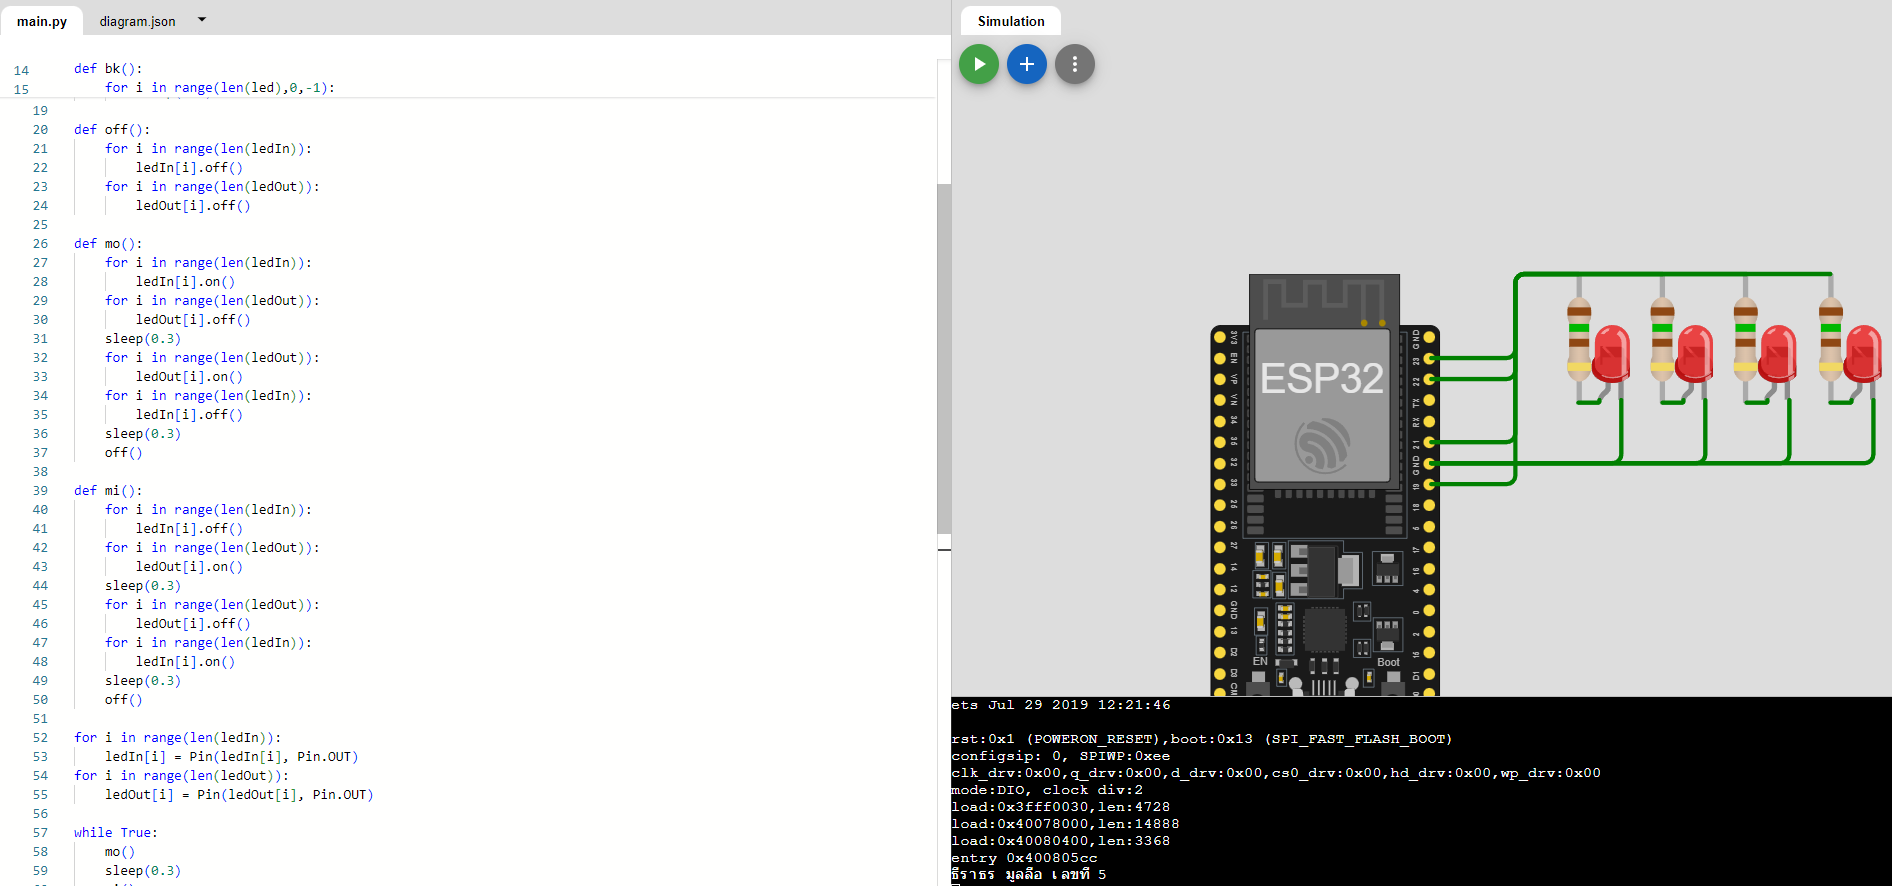 main.py diagram.json
14 def bk():
15 for i in range(len(led),0,-1):
19
20 def off():
21 for i in range(len(ledIn)):
22 ledIn[i].off()
23 for i in range(len(ledOut)):
24 ledOut[i].off()
25
26 def mo():
27 for i in range(len(ledIn)):
28 ledIn[i].on()
29 for i in range(len(ledOut)):
30 ledOut[i].off()
31 sleep(0.3)
32 for i in range(len(ledOut)):
33 ledOut[i].on()
34 for i in range(len(ledIn)):
35 ledIn[i].off()
36 sleep(0.3)
37 off()
38
39 def mi():
40 for i in range(len(ledIn)):
41 ledIn[i].off()
42 for i in range(len(ledOut)):
43 ledOut[i].on()
44 sleep(0.3)
45 for i in range(len(ledOut)):
46 ledOut[i].off()
47 for i in range(len(ledIn)):
48 ledIn[i].on()
49 sleep(0.3)
50 off()
51
52 for i in range(len(ledIn)):
53 ledIn[i] = Pin(ledIn[i], Pin.OUT)
54 for i in range(len(ledOut)):
55 ledOut[i] = Pin(ledOut[i], Pin.OUT)
56
57 while True:
58 mo()
59 sleep(0.3)
Simulation
ESP32
3V3
EN
VP
VN
34
35
32
33
25
26
27
14
12
GND
13
D2
D3
GND
23
22
TX
RX
21
GND
19
18
5
17
16
4
0
2
15
D1
EN
Boot
ets Jul 29 2019 12:21:46
rst:0x1 (POWERON_RESET),boot:0x13 (SPI_FAST_FLASH_BOOT)
configsip: 0, SPIWP:0xee
clk_drv:0x00,q_drv:0x00,d_drv:0x00,cs0_drv:0x00,hd_drv:0x00,wp_drv:0x00
mode:DIO, clock div:2
load:0x3fff0030,len:4728
load:0x40078000,len:14888
load:0x40080400,len:3368
entry 0x400805cc
ธีราธร มูลลือ เลขที่ 5